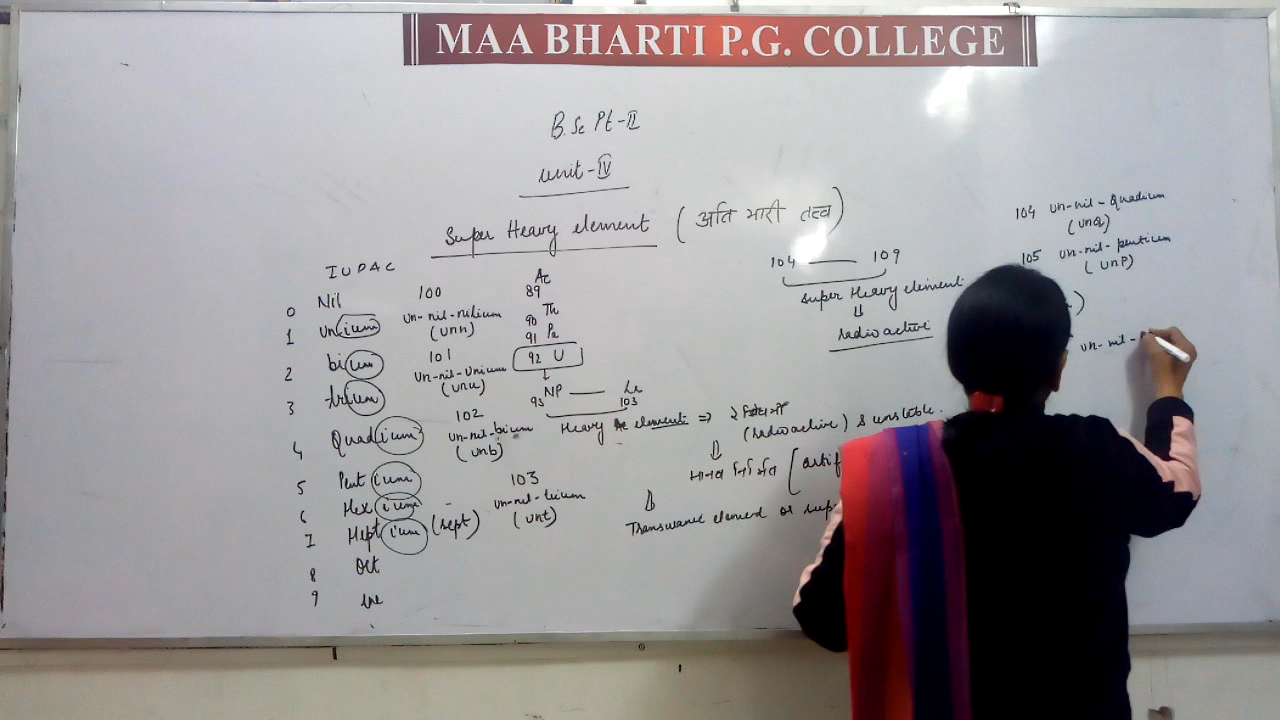 MAA BHARTI P.G. COLLEGE
B.Sc Pt-II
unit-IV
Super Heavy element (अति भारी तत्व)
IUPAC
0 Nil
1 unium
2 bium
3 trium
4 Quadium
5 Pentium
6 Hexium
7 Heptium (sept)
8 Oct
9 
100
un-nil-nilium
(unn)
101
un-nil-unium
(unu)
102
un-nil-bium
(unb)
103
un-nil-trium
(unt)
Ac
89
90 Th
91 Pa
92 U
93 NP —— Lr 103
Heavy element ⇒
(radioactive) & unstable.
⇓
मानव निर्मित (artif
⇓
Transuranic element or supe
104 —— 109
super Heavy element
⇓
radioactive
104 un-nil-Quadium
(unQ)
105 un-nil-pentium
(unP)
)
un-nil-